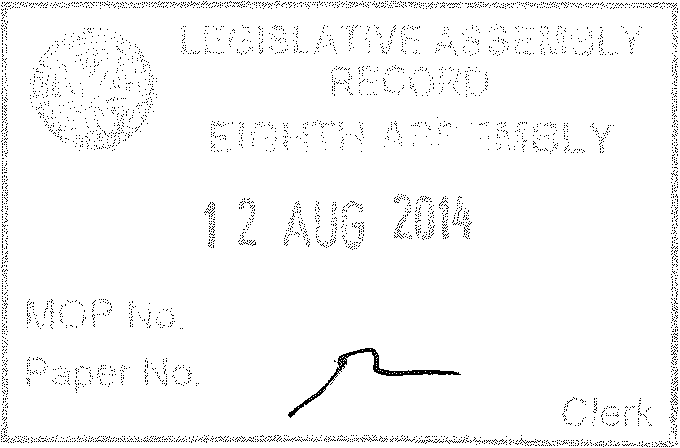 LEGISLATIVE ASSEMBLY
RECORD
EIGHTH ASSEMBLY
12 AUG 2014
MOP No.
Paper No.
Clerk